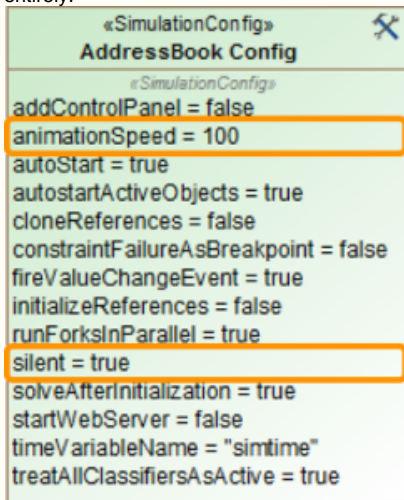 entirely.
«SimulationConfig»
AddressBook Config
«SimulationConfig»
addControlPanel = false
animationSpeed = 100
autoStart = true
autostartActiveObjects = true
cloneReferences = false
constraintFailureAsBreakpoint = false
fireValueChangeEvent = true
initializeReferences = false
runForksInParallel = true
silent = true
solveAfterInitialization = true
startWebServer = false
timeVariableName = "simtime"
treatAllClassifiersAsActive = true